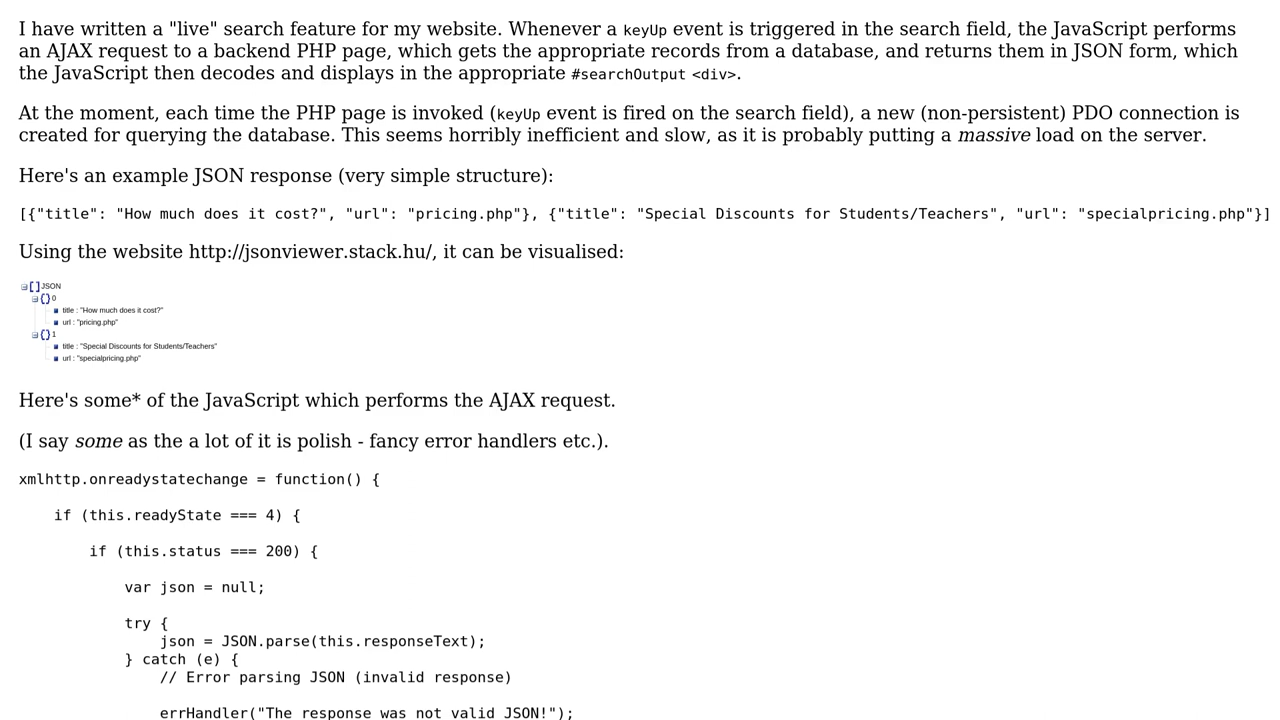 I have written a "live" search feature for my website. Whenever a keyUp event is triggered in the search field, the JavaScript performs
an AJAX request to a backend PHP page, which gets the appropriate records from a database, and returns them in JSON form, which
the JavaScript then decodes and displays in the appropriate #searchOutput <div>.
At the moment, each time the PHP page is invoked (keyUp event is fired on the search field), a new (non-persistent) PDO connection is
created for querying the database. This seems horribly inefficient and slow, as it is probably putting a massive load on the server.
Here's an example JSON response (very simple structure):
[{"title": "How much does it cost?", "url": "pricing.php"}, {"title": "Special Discounts for Students/Teachers", "url": "specialpricing.php"}]
Using the website http://jsonviewer.stack.hu/, it can be visualised:
[]JSON
{}0
title : "How much does it cost?"
url : "pricing.php"
{}1
title : "Special Discounts for Students/Teachers"
url : "specialpricing.php"
Here's some* of the JavaScript which performs the AJAX request.
(I say some as the a lot of it is polish - fancy error handlers etc.).
xmlhttp.onreadystatechange = function() {
if (this.readyState === 4) {
if (this.status === 200) {
var json = null;
try {
json = JSON.parse(this.responseText);
} catch (e) {
// Error parsing JSON (invalid response)
errHandler("The response was not valid JSON!");